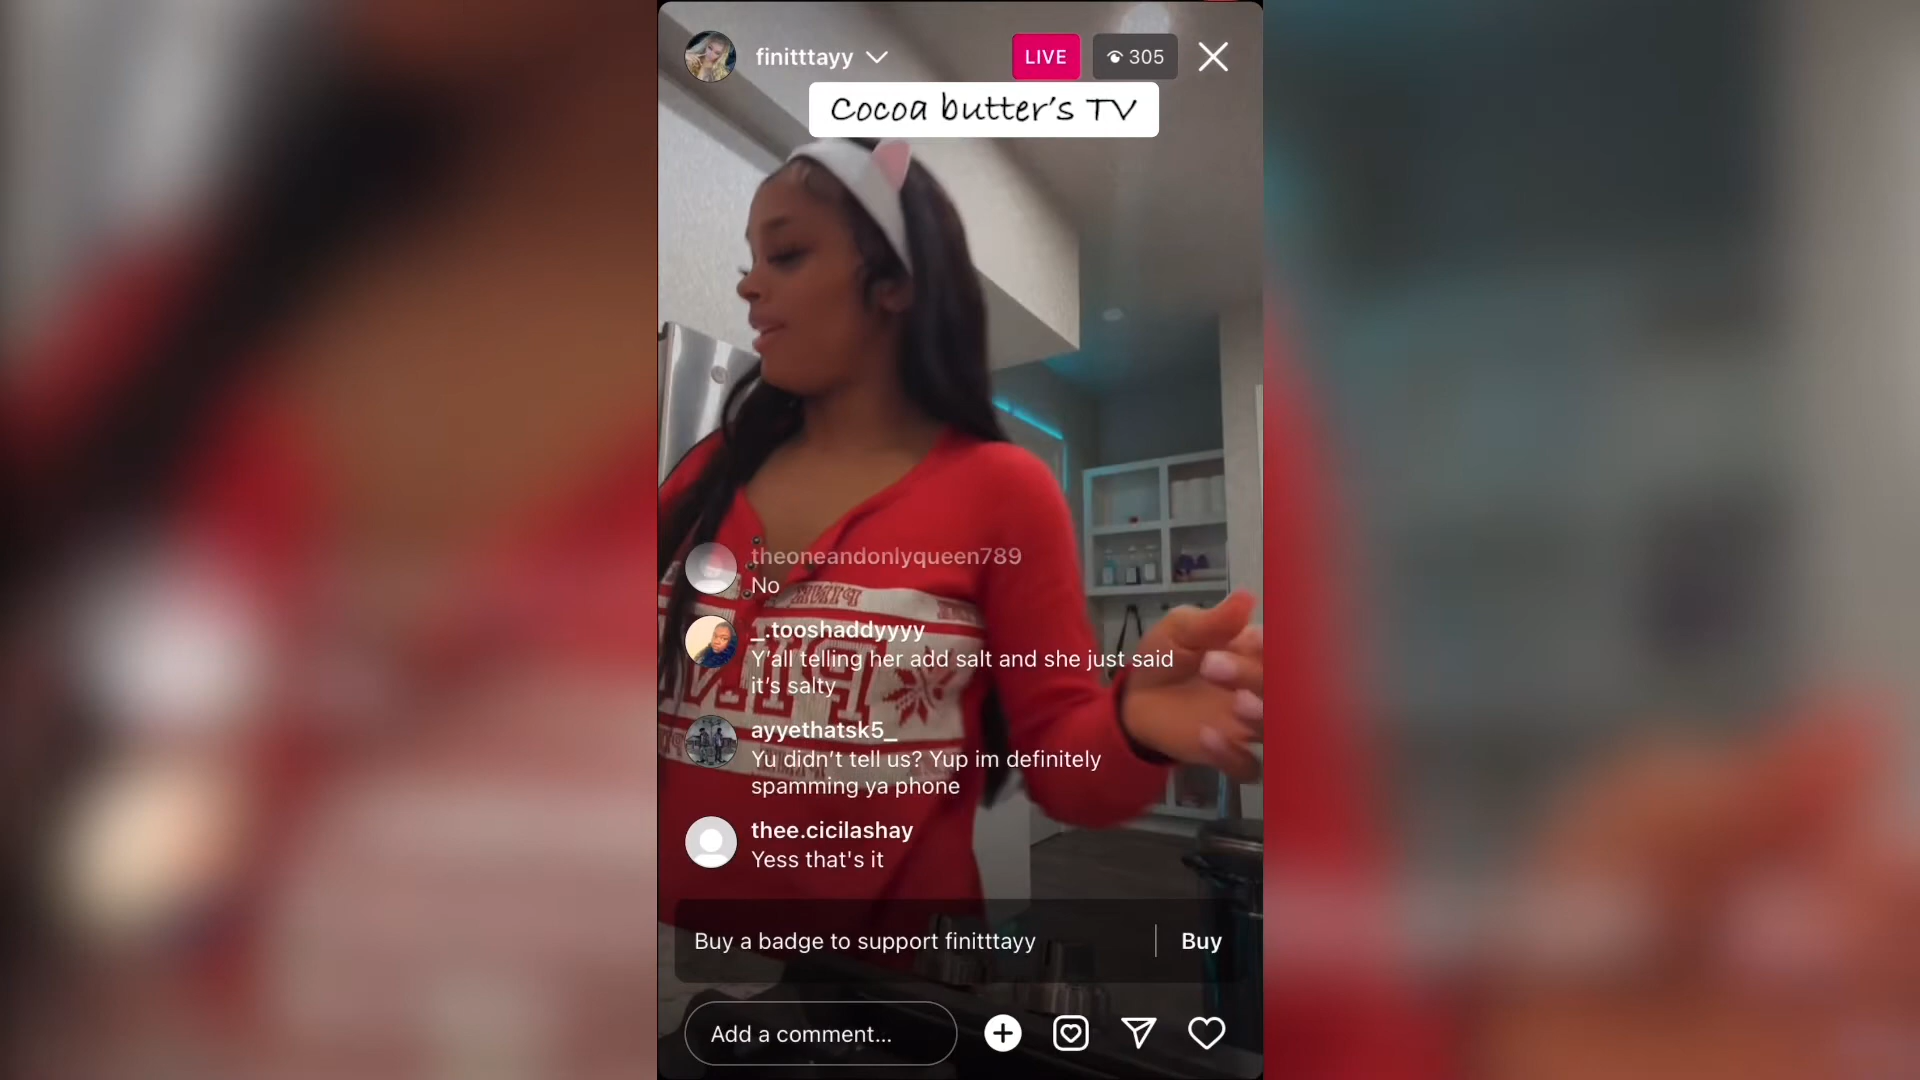 finitttayy
LIVE
305
Cocoa butter's TV
theoneandonlyqueen789
No
_.tooshaddyyyy
Y'all telling her add salt and she just said
it's salty
ayyethatsk5_
Yu didn't tell us? Yup im definitely
spamming ya phone
thee.cicilashay
Yess that's it
PINK
Buy a badge to support finitttayy
Buy
Add a comment...